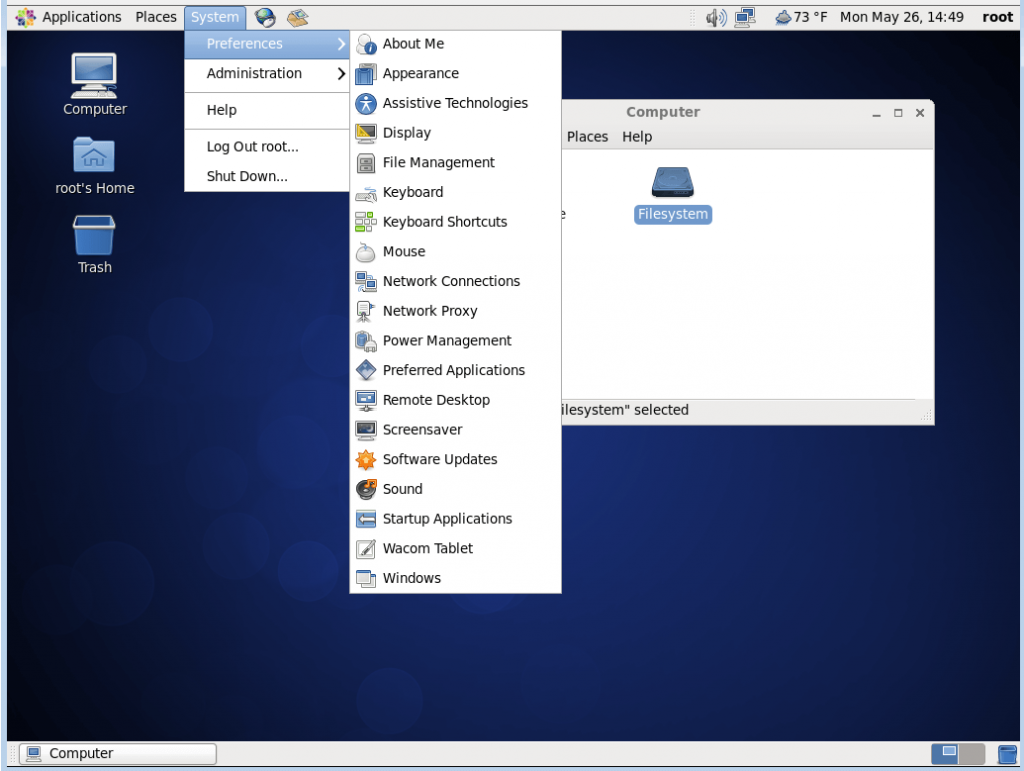 Applications Places System
73 °F Mon May 26, 14:49 root
Computer
root's Home
Trash
Preferences
Administration
Help
Log Out root...
Shut Down...
About Me
Appearance
Assistive Technologies
Display
File Management
Keyboard
Keyboard Shortcuts
Mouse
Network Connections
Network Proxy
Power Management
Preferred Applications
Remote Desktop
Screensaver
Software Updates
Sound
Startup Applications
Wacom Tablet
Windows
Computer
Places Help
e
Filesystem
ilesystem" selected
Computer